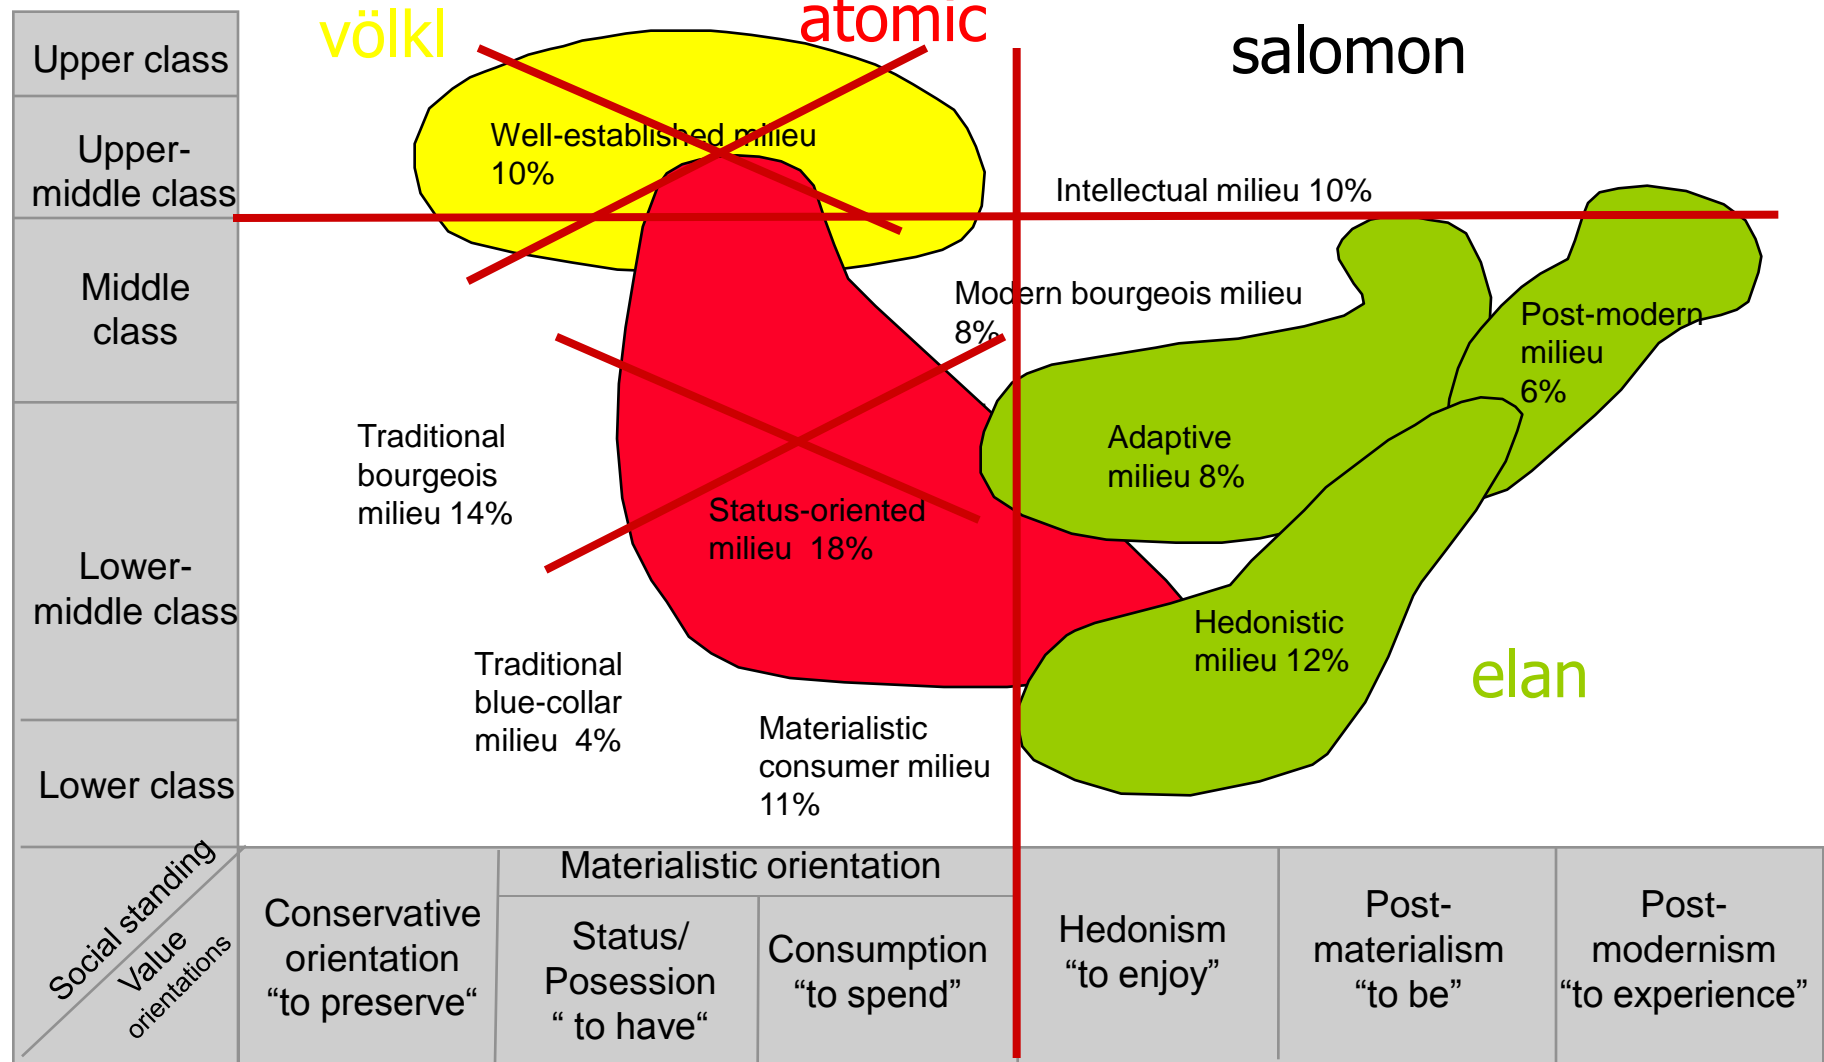 völkl
atomic
salomon
Upper class
Upper-
middle class
Middle
class
Lower-
middle class
Lower class
Well-established milieu
10%
Intellectual milieu 10%
Modern bourgeois milieu
8%
Post-modern
milieu
6%
Traditional
bourgeois
milieu 14%
Adaptive
milieu 8%
Status-oriented
milieu 18%
Hedonistic
milieu 12%
elan
Traditional
blue-collar
milieu 4%
Materialistic
consumer milieu
11%
Social standing
Value
orientations
Conservative
orientation
“to preserve“
Materialistic orientation
Status/
Posession
“ to have“
Consumption
“to spend”
Hedonism
“to enjoy”
Post-
materialism
“to be”
Post-
modernism
“to experience”